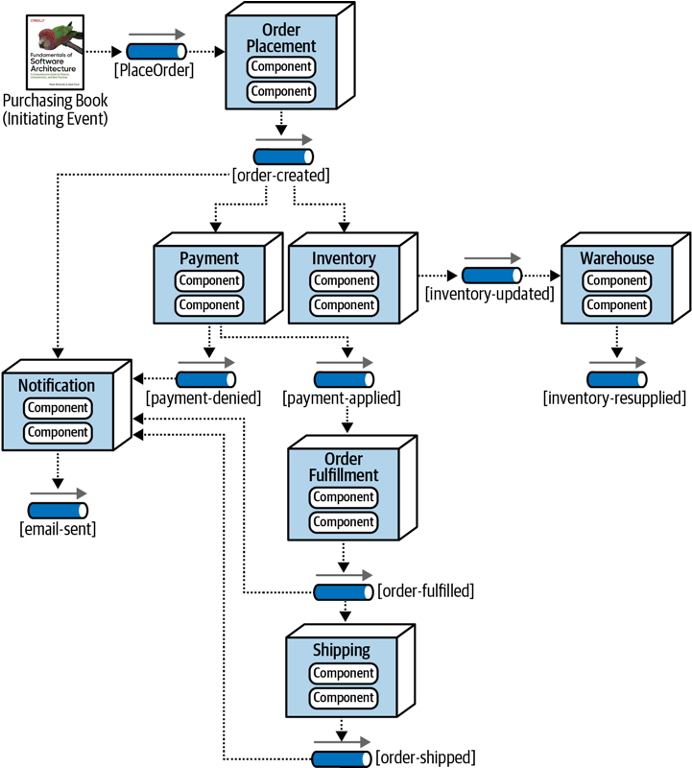 O'REILLY
Fundamentals of
Software
Architecture
Purchasing Book
(Initiating Event)
[PlaceOrder]
Order
Placement
Component
Component
[order-created]
Payment
Component
Component
Inventory
Component
Component
[inventory-updated]
Warehouse
Component
Component
Notification
Component
Component
[payment-denied]
[payment-applied]
[inventory-resupplied]
[email-sent]
Order
Fulfillment
Component
Component
[order-fulfilled]
Shipping
Component
Component
[order-shipped]